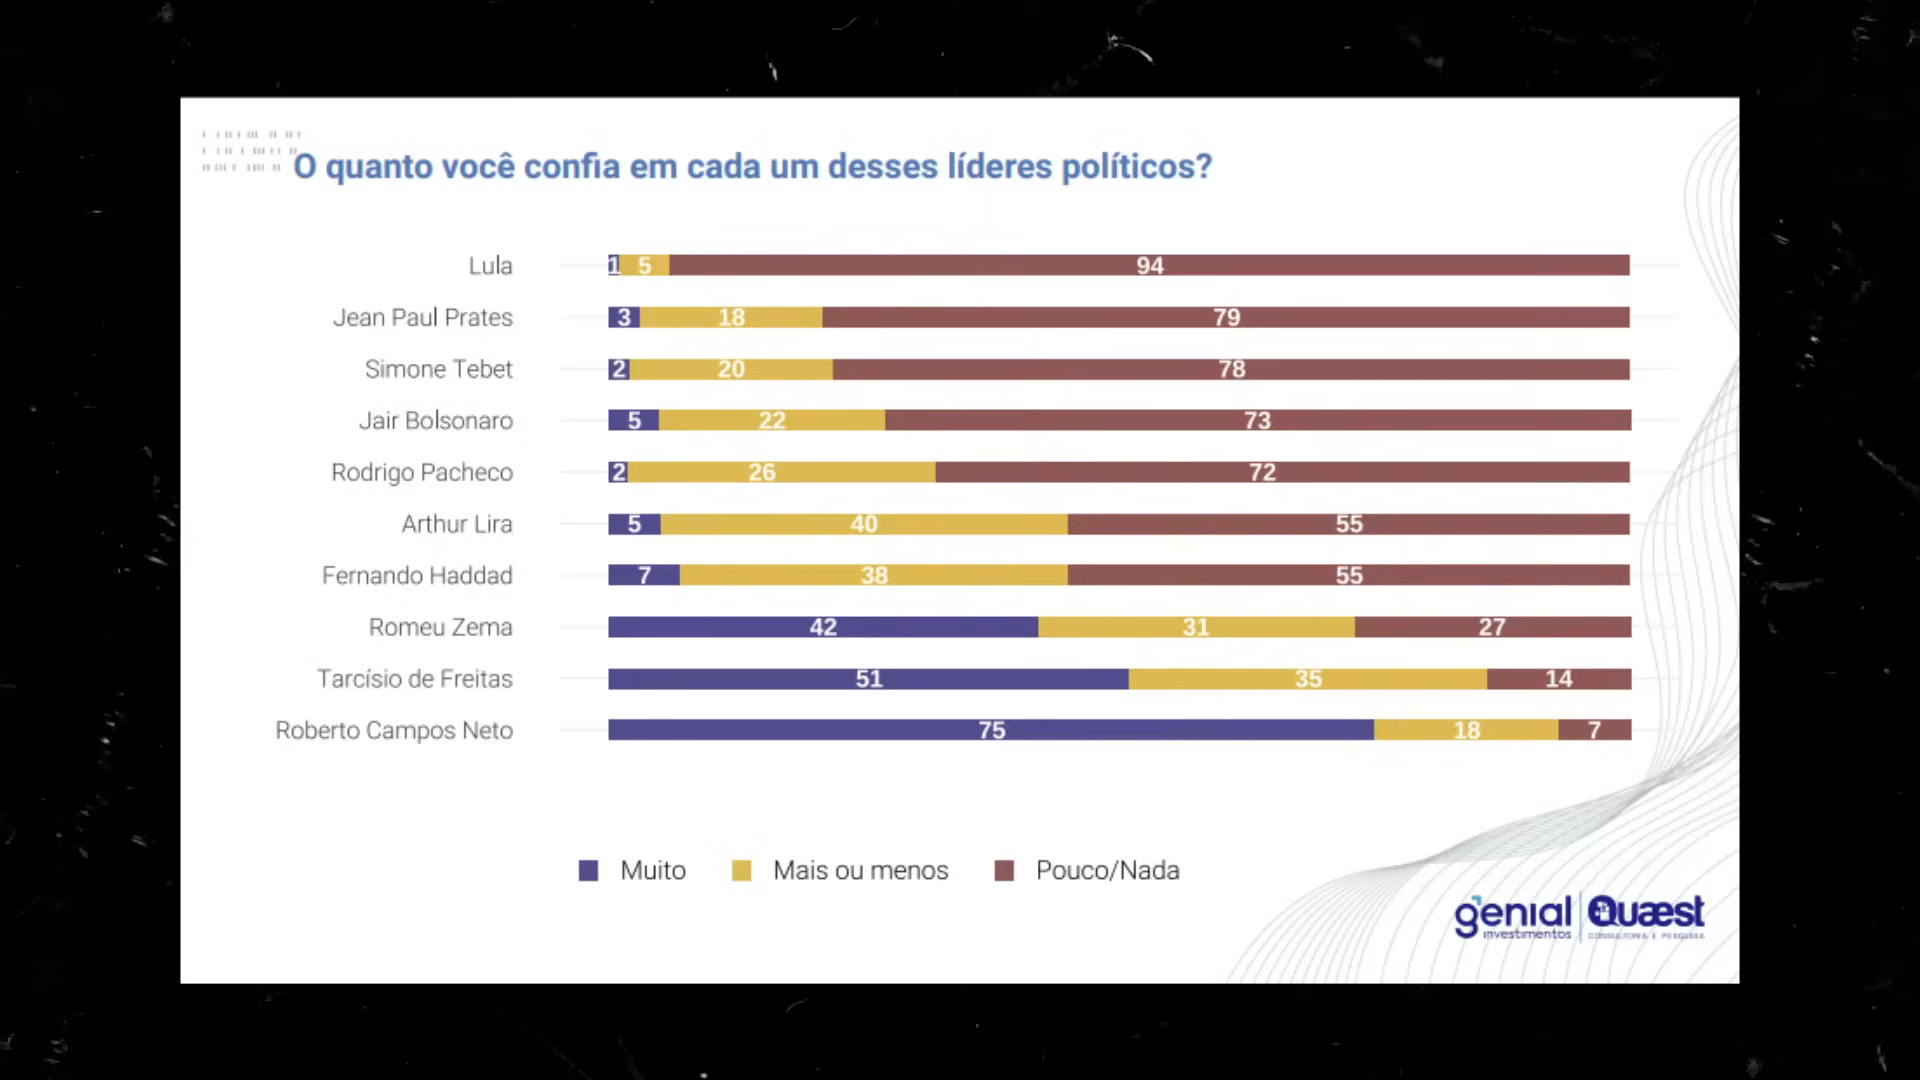 O quanto você confia em cada um desses líderes políticos?
Lula 1 5 94
Jean Paul Prates 3 18 79
Simone Tebet 2 20 78
Jair Bolsonaro 5 22 73
Rodrigo Pacheco 2 26 72
Arthur Lira 5 40 55
Fernando Haddad 7 38 55
Romeu Zema 42 31 27
Tarcísio de Freitas 51 35 14
Roberto Campos Neto 75 18 7
Muito Mais ou menos Pouco/Nada
genial Quæst
investimentos CONSULTORIA E PESQUISA